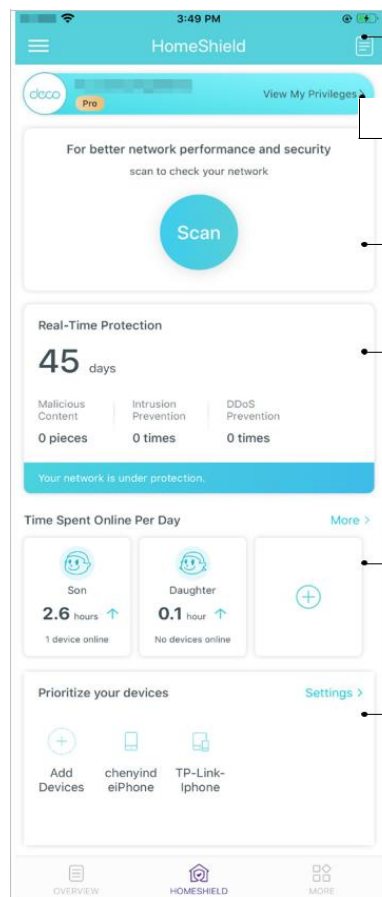 3:49 PM
HomeShield
deco
Pro
View My Privileges >
For better network performance and security
scan to check your network
Scan
Real-Time Protection
45 days
Malicious Content
Intrusion Prevention
DDoS Prevention
0 pieces
0 times
0 times
Your network is under protection.
Time Spent Online Per Day
More >
Son
Daughter
2.6 hours ↑
0.1 hour ↑
1 device online
No devices online
Prioritize your devices
Settings >
Add Devices
chenyind eiPhone
TP-Link-Iphone
OVERVIEW
HOMESHIELD
MORE